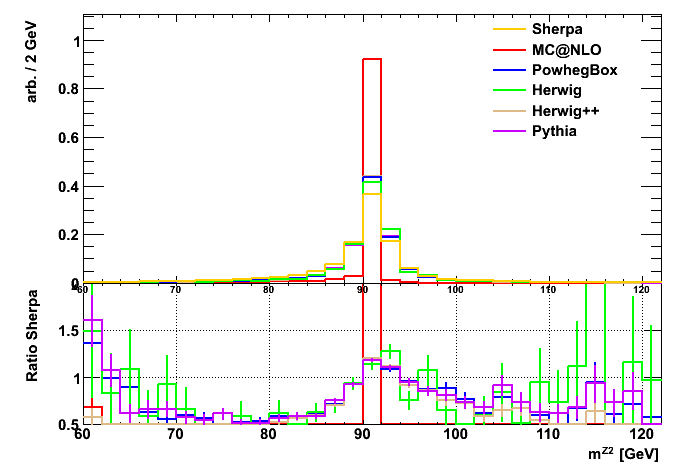 arb. / 2 GeV
1
0.8
0.6
0.4
0.2
0
Sherpa
MC@NLO
PowhegBox
Herwig
Herwig++
Pythia
60 70 80 90 100 110 120
Ratio Sherpa
1.5
1
0.5
60 70 80 90 100 110 120
mZ2 [GeV]